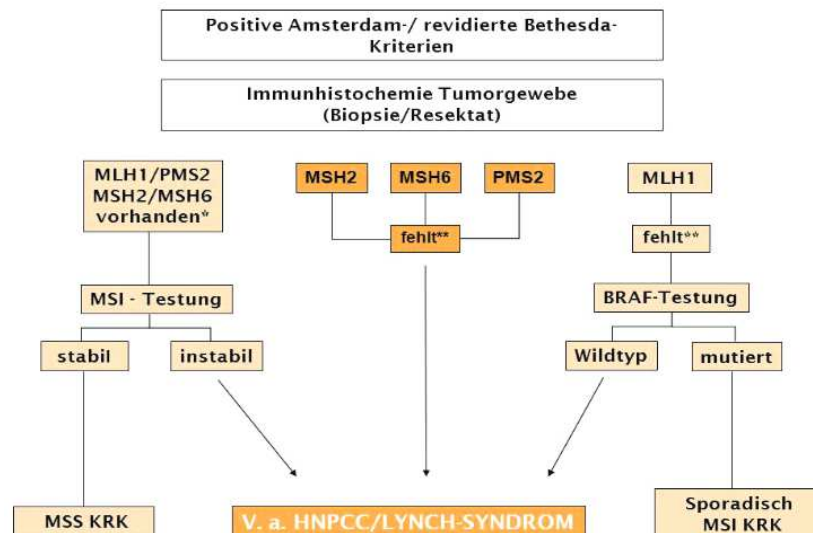 Positive Amsterdam-/ revidierte Bethesda-
Kriterien
Immunhistochemie Tumorgewebe
(Biopsie/Resektat)
MLH1/PMS2
MSH2/MSH6
vorhanden*
MSH2
MSH6
PMS2
MLH1
fehlt**
fehlt**
MSI - Testung
BRAF-Testung
stabil
instabil
Wildtyp
mutiert
MSS KRK
V. a. HNPCC/LYNCH-SYNDROM
Sporadisch
MSI KRK